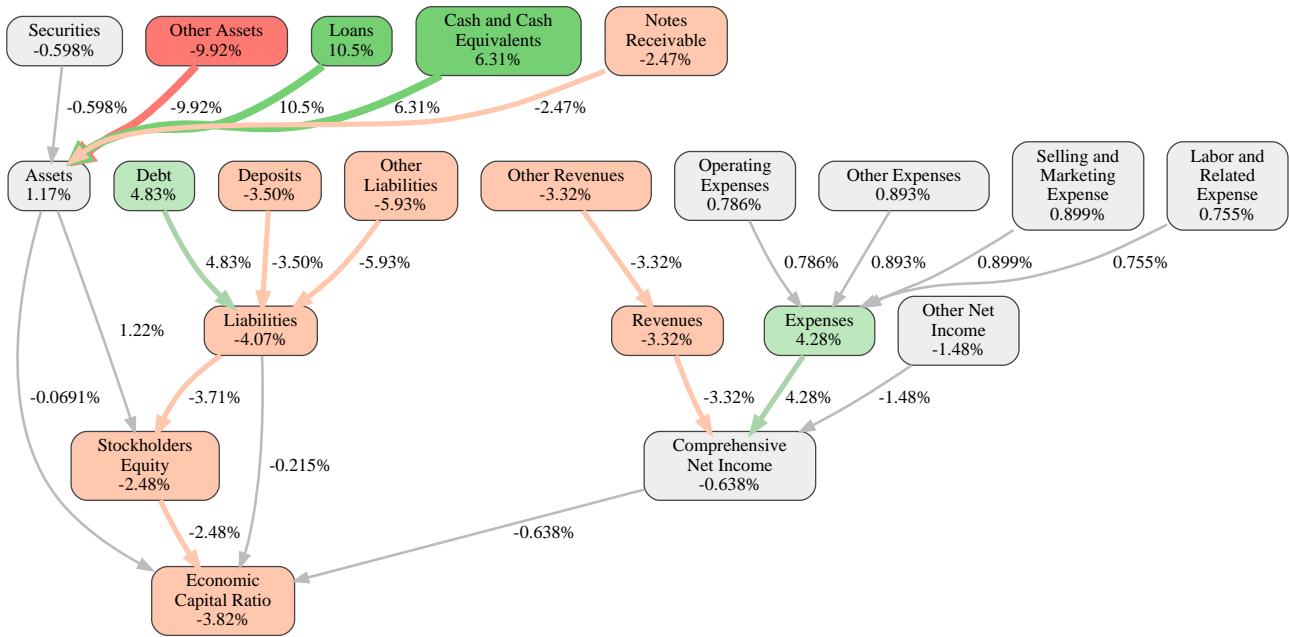 Securities
-0.598%
Other Assets
-9.92%
Loans
10.5%
Cash and Cash
Equivalents
6.31%
Notes
Receivable
-2.47%
-0.598%
-9.92%
10.5%
6.31%
-2.47%
Assets
1.17%
Debt
4.83%
Deposits
-3.50%
Other
Liabilities
-5.93%
Other Revenues
-3.32%
Operating
Expenses
0.786%
Other Expenses
0.893%
Selling and
Marketing
Expense
0.899%
Labor and
Related
Expense
0.755%
4.83%
-3.50%
-5.93%
-3.32%
0.786%
0.893%
0.899%
0.755%
1.22%
Liabilities
-4.07%
Revenues
-3.32%
Expenses
4.28%
Other Net
Income
-1.48%
-0.0691%
-3.71%
-3.32%
4.28%
-1.48%
Stockholders
Equity
-2.48%
-0.215%
Comprehensive
Net Income
-0.638%
-2.48%
-0.638%
Economic
Capital Ratio
-3.82%